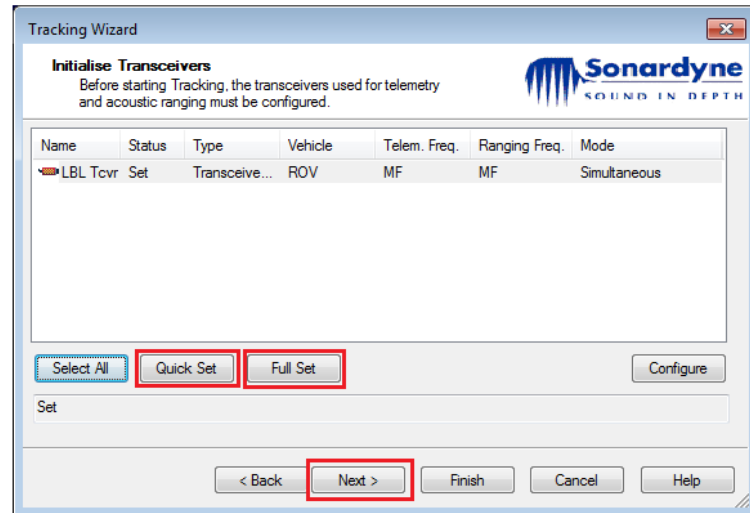 Tracking Wizard
Initialise Transceivers
Before starting Tracking, the transceivers used for telemetry
and acoustic ranging must be configured.
Sonardyne
SOUND IN DEPTH
Name Status Type Vehicle Telem. Freq. Ranging Freq. Mode
LBL Tcvr Set Transceive... ROV MF MF Simultaneous
Select All Quick Set Full Set Configure
Set
< Back Next > Finish Cancel Help